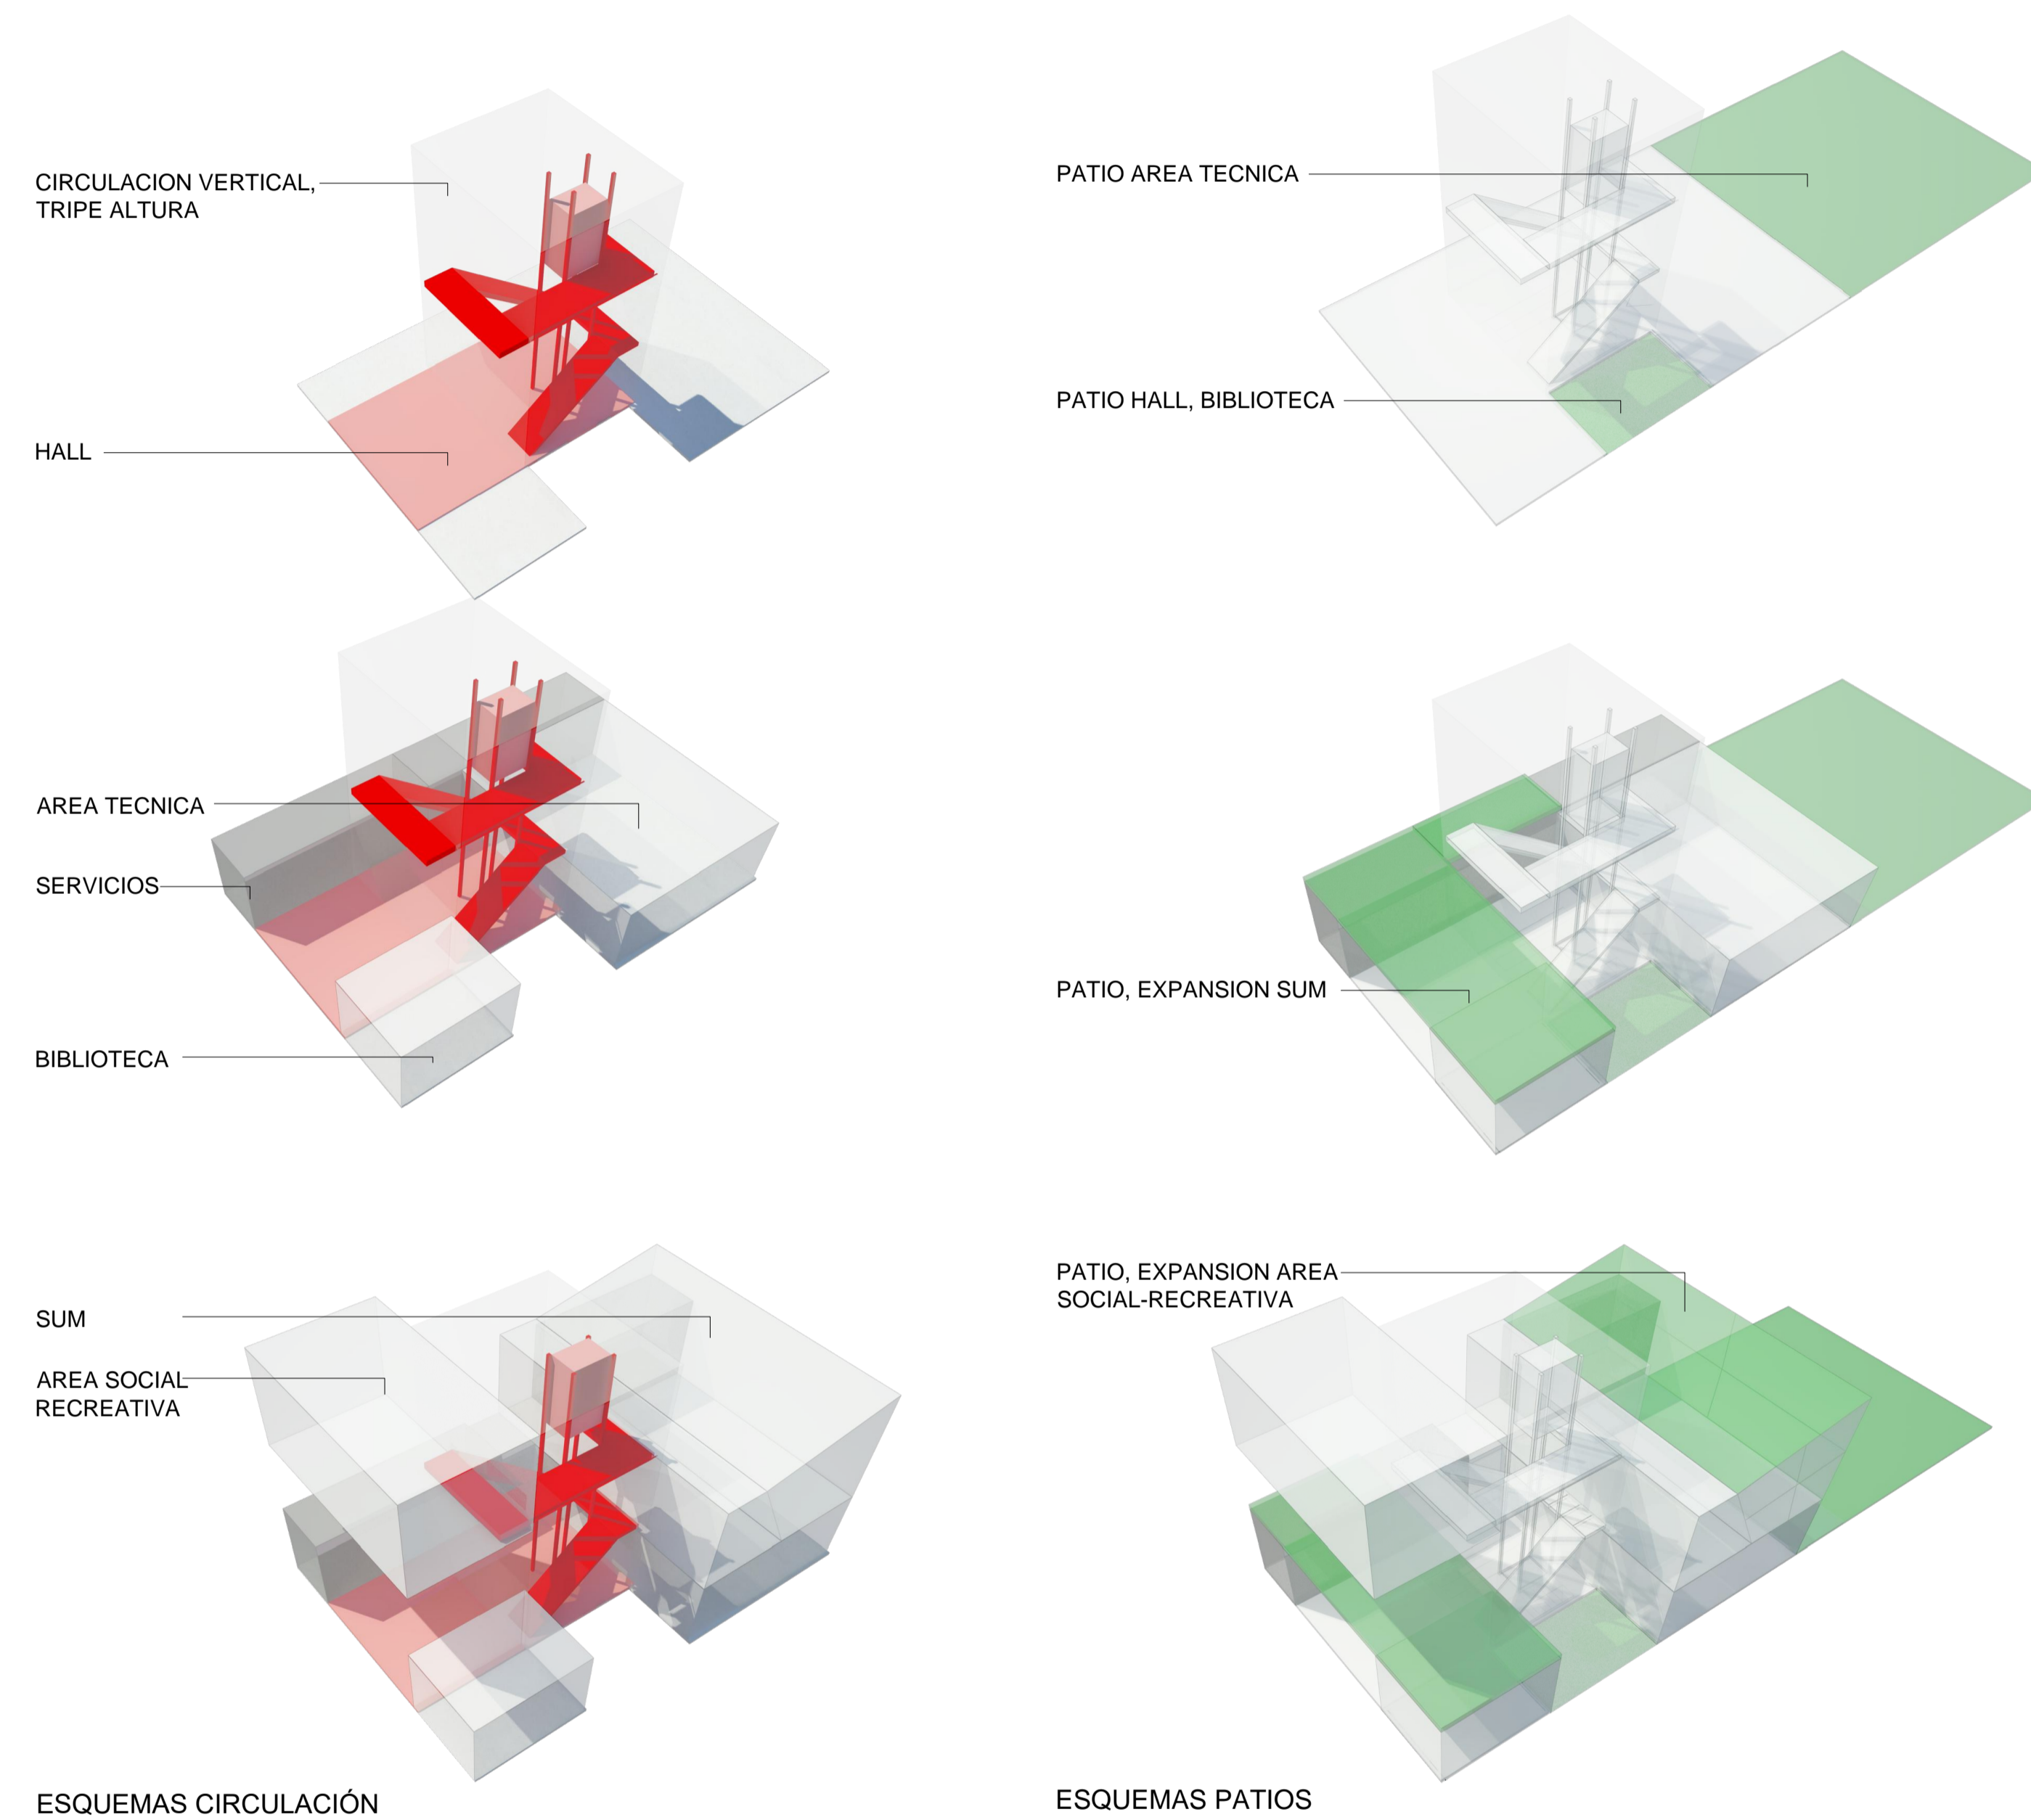 CIRCULACION VERTICAL,
TRIPE ALTURA
HALL
AREA TECNICA
SERVICIOS
BIBLIOTECA
SUM
AREA SOCIAL
RECREATIVA
ESQUEMAS CIRCULACIÓN
PATIO AREA TECNICA
PATIO HALL, BIBLIOTECA
PATIO, EXPANSION SUM
PATIO, EXPANSION AREA
SOCIAL-RECREATIVA
ESQUEMAS PATIOS